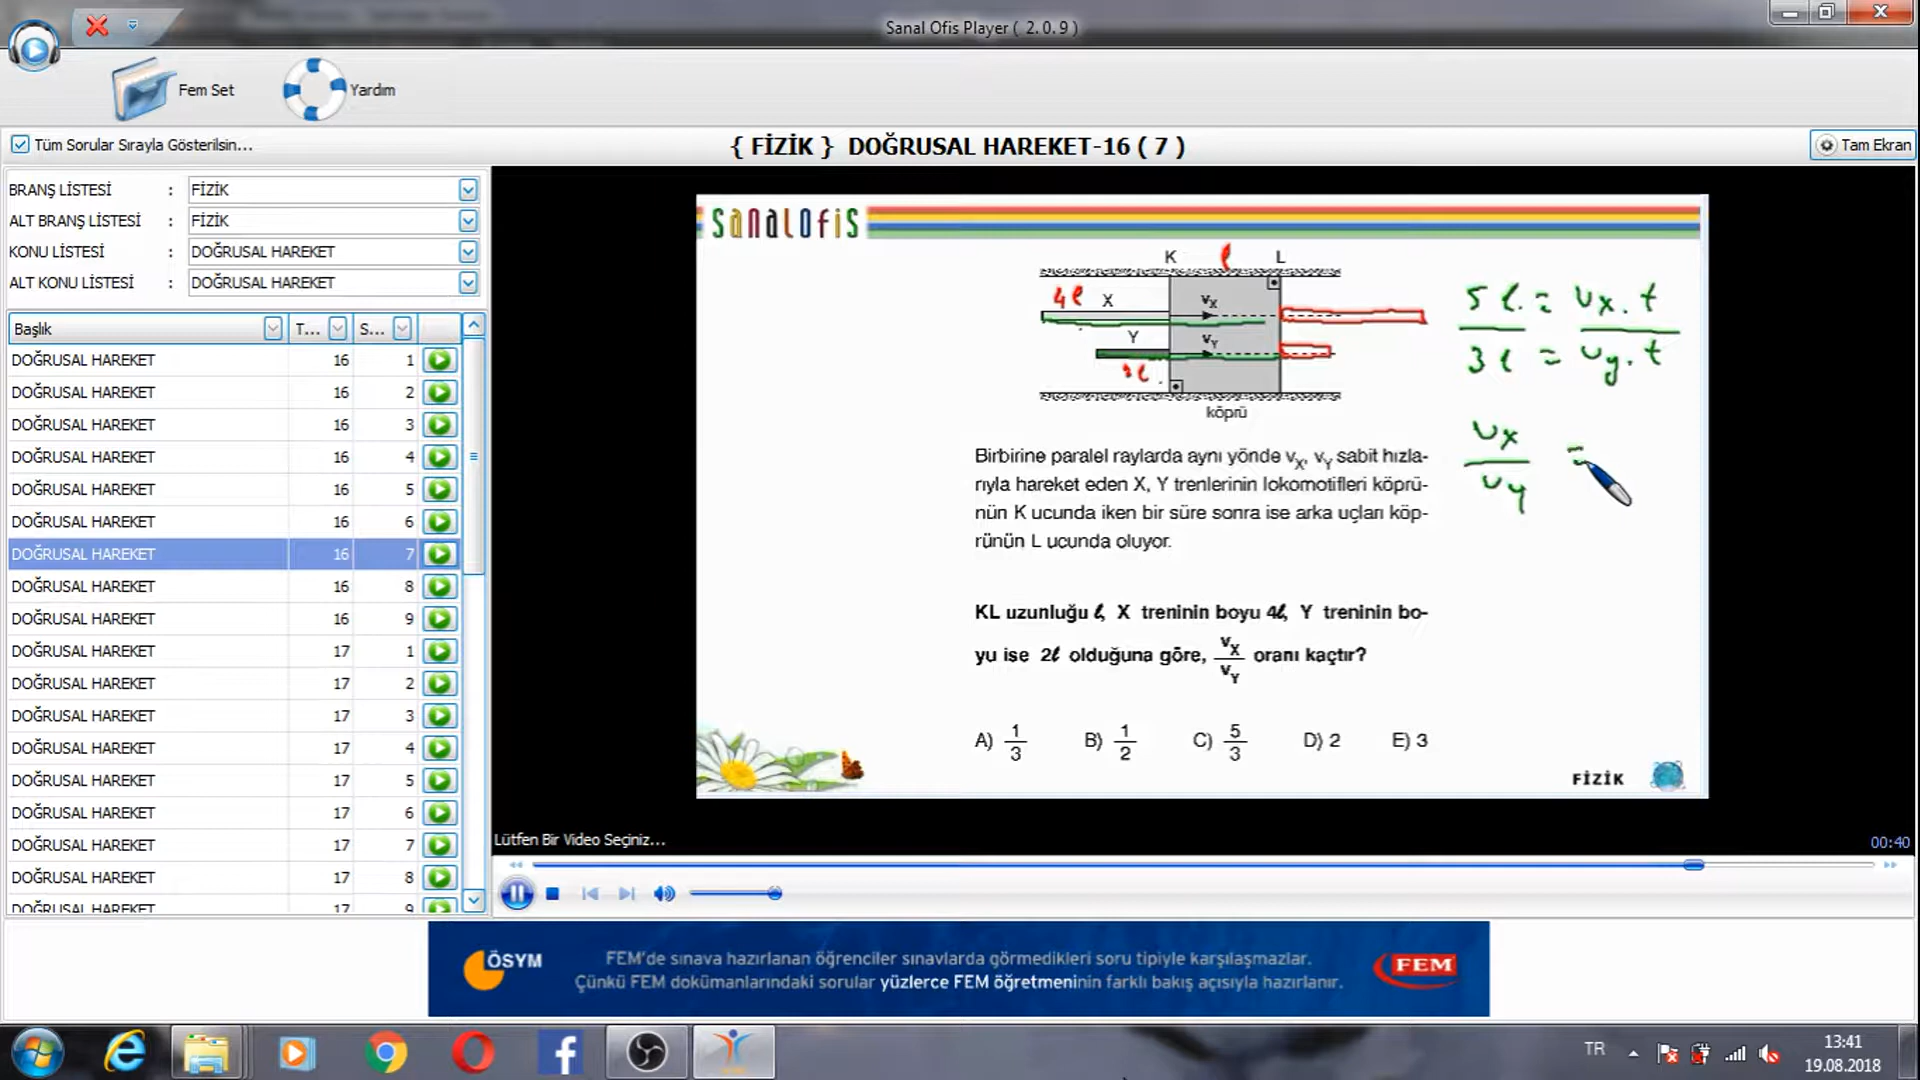 Sanal Ofis Player ( 2.0.9 )
Fem Set
Yardım
Tüm Sorular Sırayla Gösterilsin...
{ FİZİK } DOĞRUSAL HAREKET-16 ( 7 )
Tam Ekran
BRANŞ LİSTESİ : FİZİK
ALT BRANŞ LİSTESİ : FİZİK
KONU LİSTESİ : DOĞRUSAL HAREKET
ALT KONU LİSTESİ : DOĞRUSAL HAREKET
Başlık T... S...
DOĞRUSAL HAREKET 16 1
DOĞRUSAL HAREKET 16 2
DOĞRUSAL HAREKET 16 3
DOĞRUSAL HAREKET 16 4
DOĞRUSAL HAREKET 16 5
DOĞRUSAL HAREKET 16 6
DOĞRUSAL HAREKET 16 7
DOĞRUSAL HAREKET 16 8
DOĞRUSAL HAREKET 16 9
DOĞRUSAL HAREKET 17 1
DOĞRUSAL HAREKET 17 2
DOĞRUSAL HAREKET 17 3
DOĞRUSAL HAREKET 17 4
DOĞRUSAL HAREKET 17 5
DOĞRUSAL HAREKET 17 6
DOĞRUSAL HAREKET 17 7
DOĞRUSAL HAREKET 17 8
DOĞRUSAL HAREKET 17 9
SANALOFİS
K ℓ L
4ℓ X vX
Y vY
köprü
5ℓ = vx.t
3ℓ = vy.t
vx
vy
=
Birbirine paralel raylarda aynı yönde vX, vY sabit hızla-
rıyla hareket eden X, Y trenlerinin lokomotifleri köprü-
nün K ucunda iken bir süre sonra ise arka uçları köp-
rünün L ucunda oluyor.
KL uzunluğu ℓ, X treninin boyu 4ℓ, Y treninin bo-
yu ise 2ℓ olduğuna göre, vX/vY oranı kaçtır?
A) 1/3 B) 1/2 C) 5/3 D) 2 E) 3
FİZİK
Lütfen Bir Video Seçiniz...
00:40
ÖSYM
FEM'de sınava hazırlanan öğrenciler sınavlarda görmedikleri soru tipiyle karşılaşmazlar.
Çünkü FEM dokümanlarındaki sorular yüzlerce FEM öğretmeninin farklı bakış açısıyla hazırlanır.
FEM
TR
13:41
19.08.2018